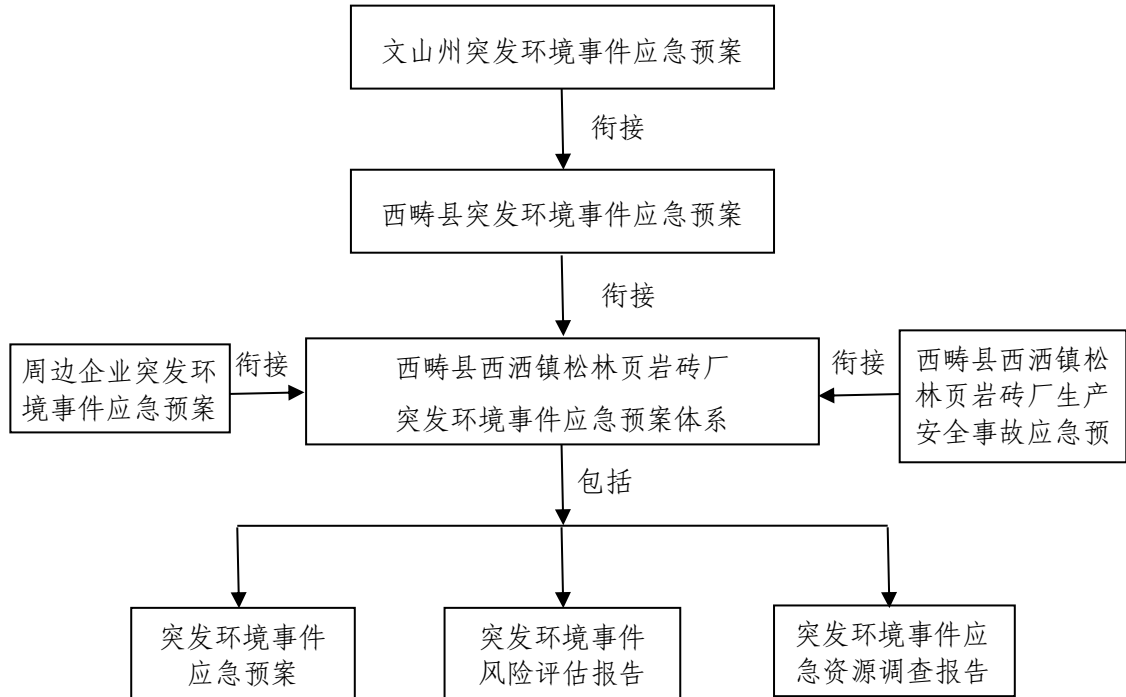 文山州突发环境事件应急预案
衔接
西畴县突发环境事件应急预案
衔接
周边企业突发环
境事件应急预案
衔接
西畴县西洒镇松林页岩砖厂
突发环境事件应急预案体系
衔接
西畴县西洒镇松
林页岩砖厂生产
安全事故应急预
包括
突发环境事件
应急预案
突发环境事件
风险评估报告
突发环境事件应
急资源调查报告